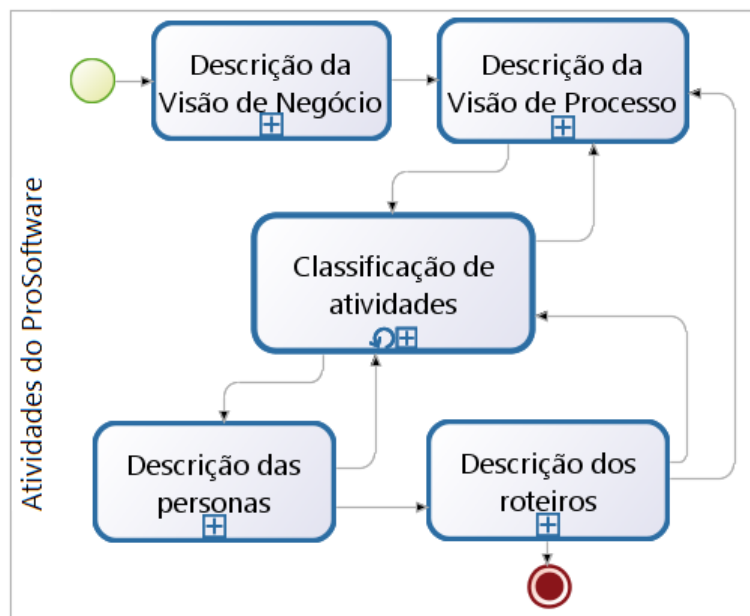 Atividades do ProSoftware
Descrição da
Visão de Negócio
Descrição da
Visão de Processo
Classificação de
atividades
Descrição das
personas
Descrição dos
roteiros